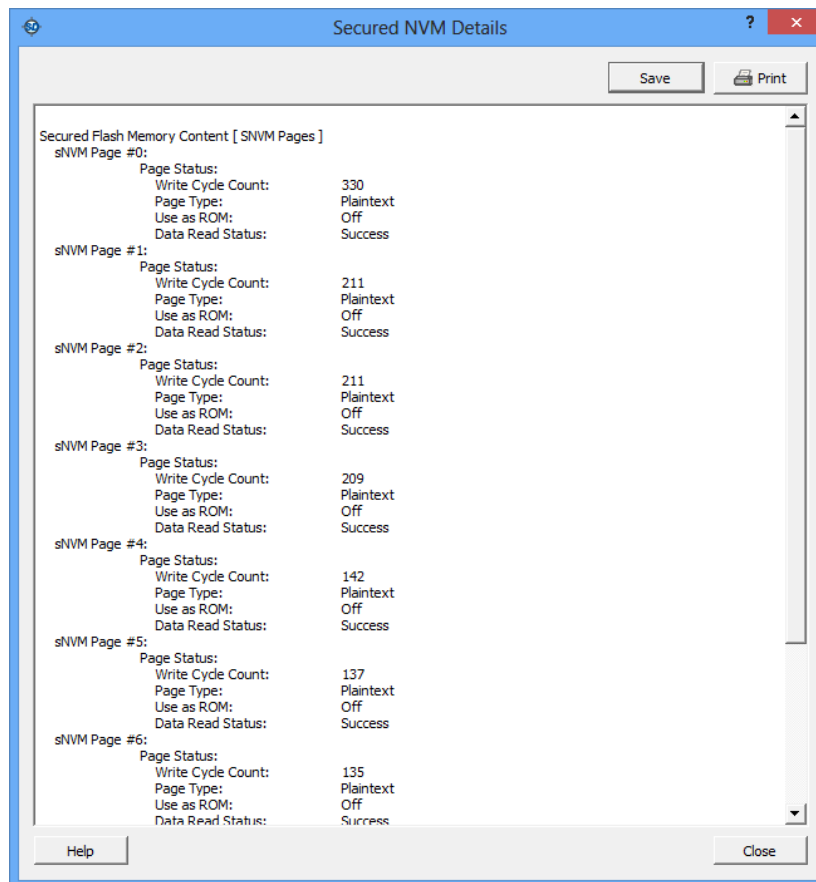 Secured NVM Details
? ×
Save Print
Secured Flash Memory Content [ SNVM Pages ]
sNVM Page #0:
Page Status:
Write Cycle Count: 330
Page Type: Plaintext
Use as ROM: Off
Data Read Status: Success
sNVM Page #1:
Page Status:
Write Cycle Count: 211
Page Type: Plaintext
Use as ROM: Off
Data Read Status: Success
sNVM Page #2:
Page Status:
Write Cycle Count: 211
Page Type: Plaintext
Use as ROM: Off
Data Read Status: Success
sNVM Page #3:
Page Status:
Write Cycle Count: 209
Page Type: Plaintext
Use as ROM: Off
Data Read Status: Success
sNVM Page #4:
Page Status:
Write Cycle Count: 142
Page Type: Plaintext
Use as ROM: Off
Data Read Status: Success
sNVM Page #5:
Page Status:
Write Cycle Count: 137
Page Type: Plaintext
Use as ROM: Off
Data Read Status: Success
sNVM Page #6:
Page Status:
Write Cycle Count: 135
Page Type: Plaintext
Use as ROM: Off
Data Read Status: Success
Help Close